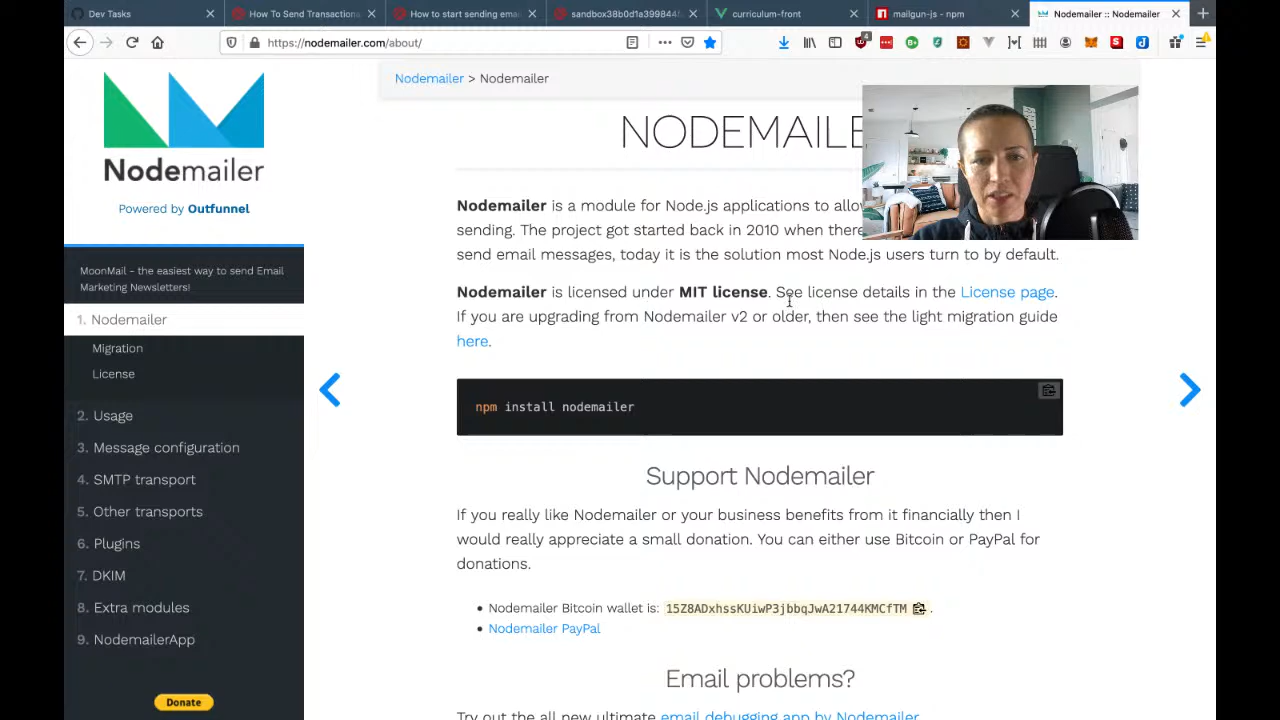 Dev Tasks
How To Send Transactiona
How to start sending emai
sandbox38b0d1a399844f
curriculum-front
mailgun-js - npm
Nodemailer :: Nodemailer
https://nodemailer.com/about/
4
Nodemailer
Powered by Outfunnel
MoonMail - the easiest way to send Email
Marketing Newsletters!
1. Nodemailer
Migration
License
2. Usage
3. Message configuration
4. SMTP transport
5. Other transports
6. Plugins
7. DKIM
8. Extra modules
9. NodemailerApp
Donate
Nodemailer > Nodemailer
NODEMAILE
Nodemailer is a module for Node.js applications to allo
sending. The project got started back in 2010 when there
send email messages, today it is the solution most Node.js users turn to by default.
Nodemailer is licensed under MIT license. See license details in the License page.
If you are upgrading from Nodemailer v2 or older, then see the light migration guide
here.
npm install nodemailer
Support Nodemailer
If you really like Nodemailer or your business benefits from it financially then I
would really appreciate a small donation. You can either use Bitcoin or PayPal for
donations.
• Nodemailer Bitcoin wallet is: 15Z8ADxhssKUiwP3jbbqJwA21744KMCfTM .
• Nodemailer PayPal
Email problems?
Try out the all new ultimate email debugging app by Nodemailer